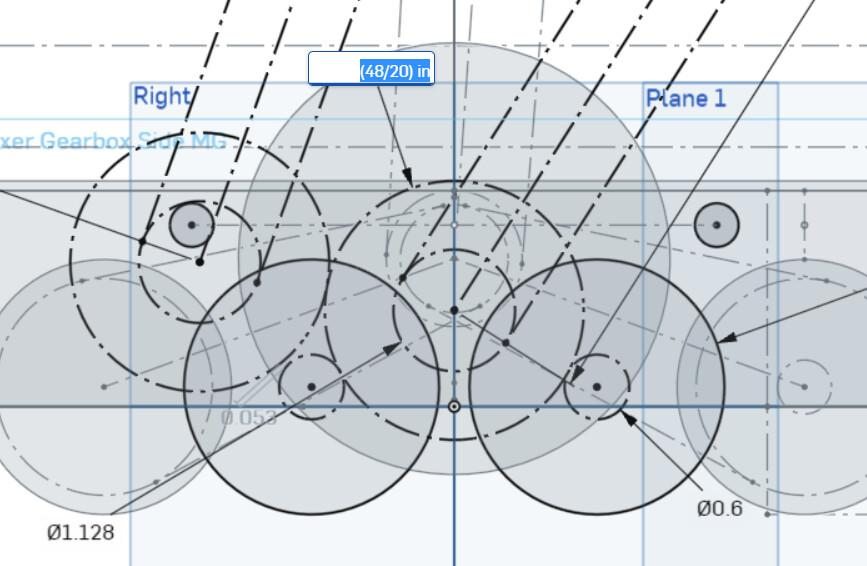 (48/20) in
Right
Plane 1
xer Gearbox Side MG
0.053
Ø0.6
Ø1.128